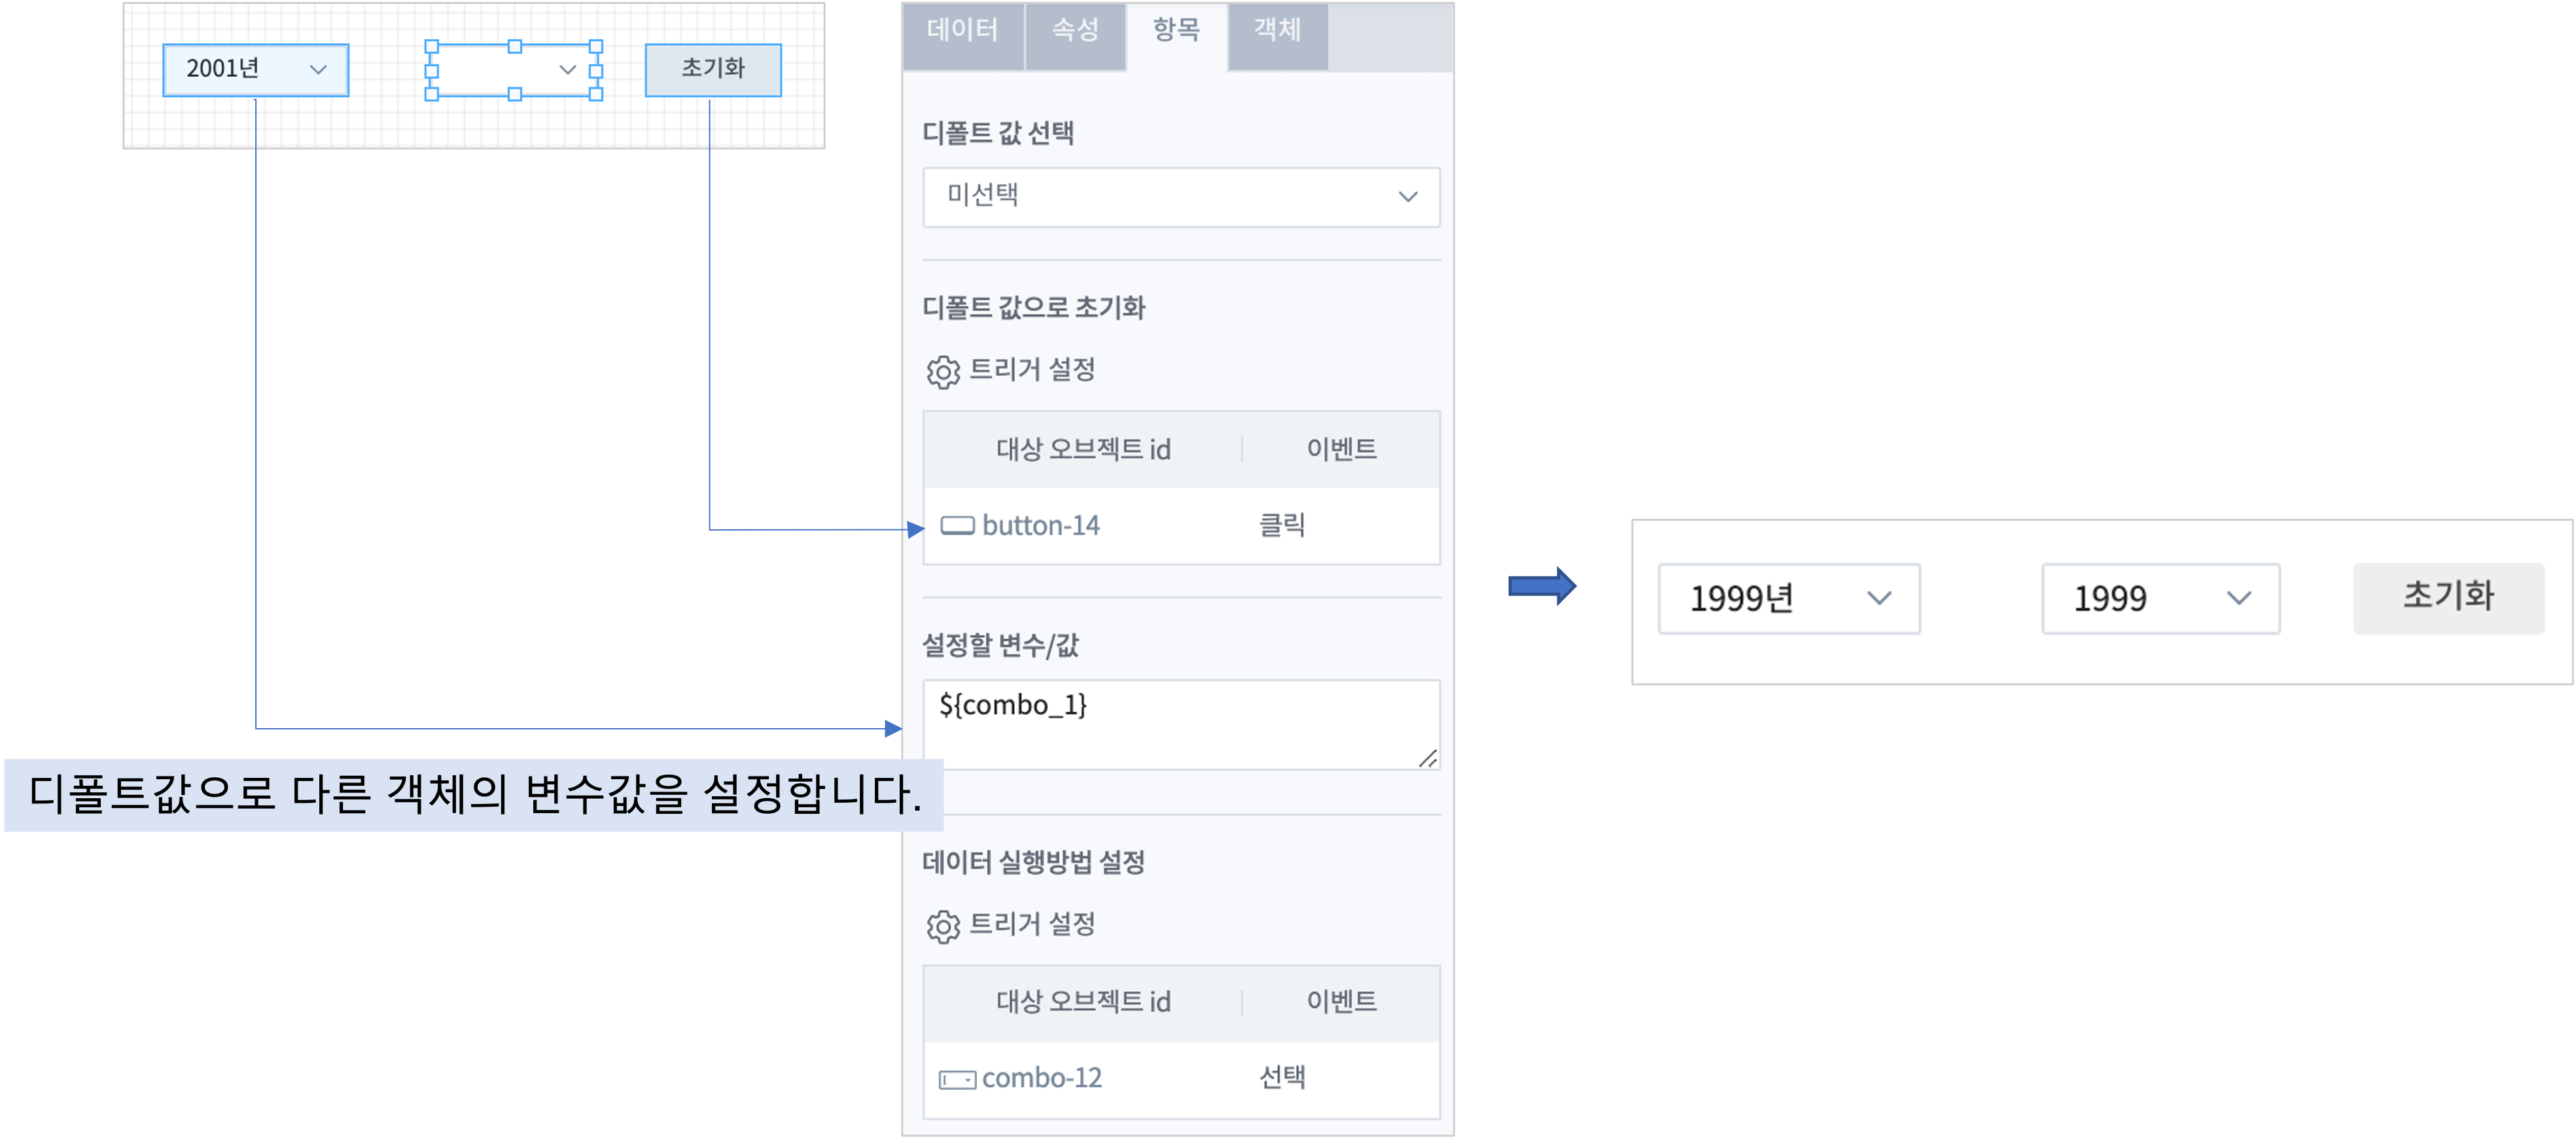 2001년
초기화
데이터 속성 항목 객체
디폴트 값 선택
미선택
디폴트 값으로 초기화
트리거 설정
대상 오브젝트 id 이벤트
button-14 클릭
설정할 변수/값
${combo_1}
디폴트값으로 다른 객체의 변수값을 설정합니다.
데이터 실행방법 설정
트리거 설정
대상 오브젝트 id 이벤트
combo-12 선택
1999년 1999 초기화